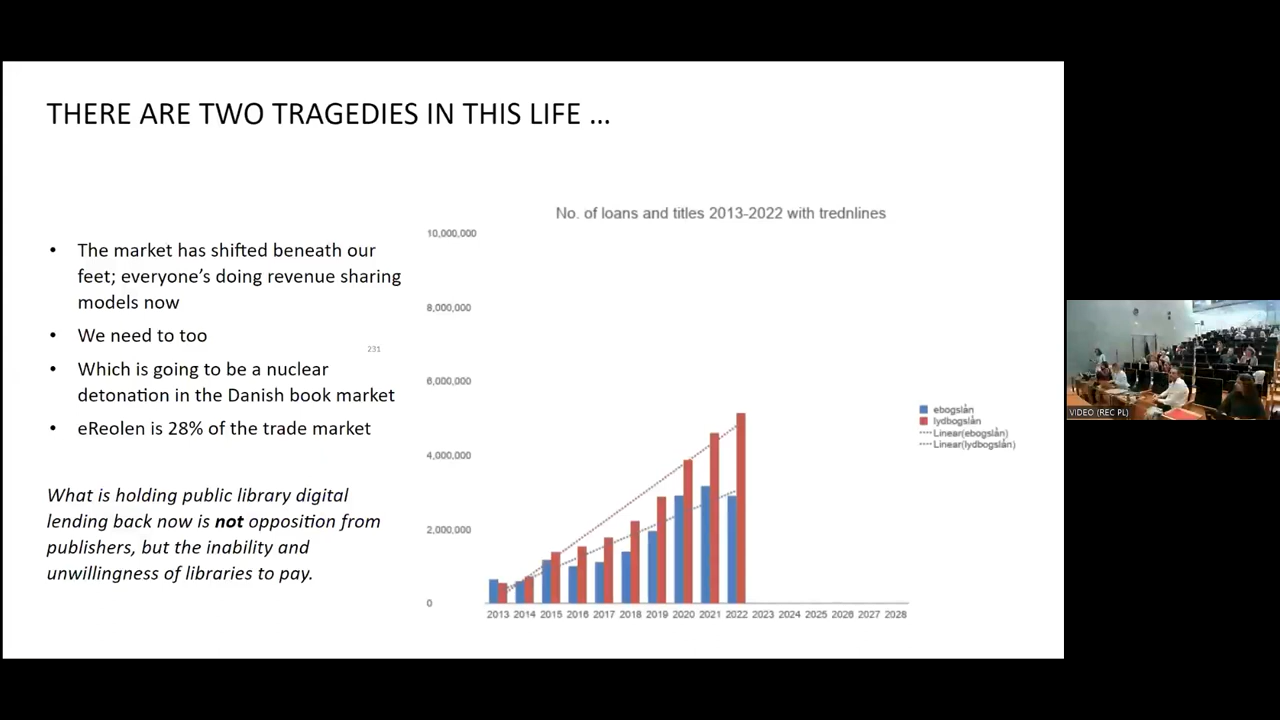 THERE ARE TWO TRAGEDIES IN THIS LIFE ...
• The market has shifted beneath our
feet; everyone's doing revenue sharing
models now
• We need to too
231
• Which is going to be a nuclear
detonation in the Danish book market
• eReolen is 28% of the trade market
What is holding public library digital
lending back now is not opposition from
publishers, but the inability and
unwillingness of libraries to pay.
No. of loans and titles 2013-2022 with trednlines
10,000,000
8,000,000
6,000,000
4,000,000
2,000,000
0
2013 2014 2015 2016 2017 2018 2019 2020 2021 2022 2023 2024 2025 2026 2027 2028
ebogslån
lydbogslån
Linear(ebogslån)
Linear(lydbogslån)
VIDEO (REC PL)